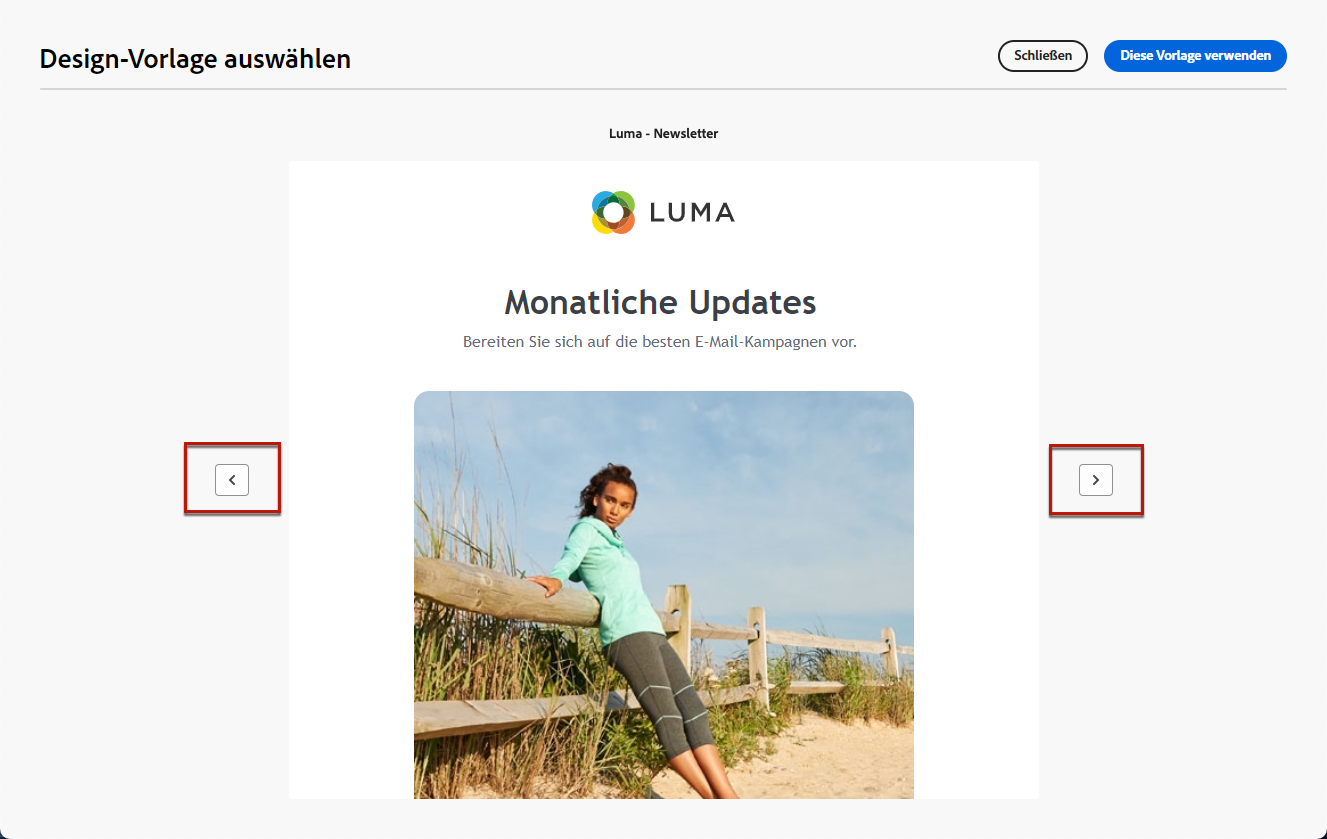 Design-Vorlage auswählen
Schließen
Diese Vorlage verwenden
Luma - Newsletter
LUMA
Monatliche Updates
Bereiten Sie sich auf die besten E-Mail-Kampagnen vor.